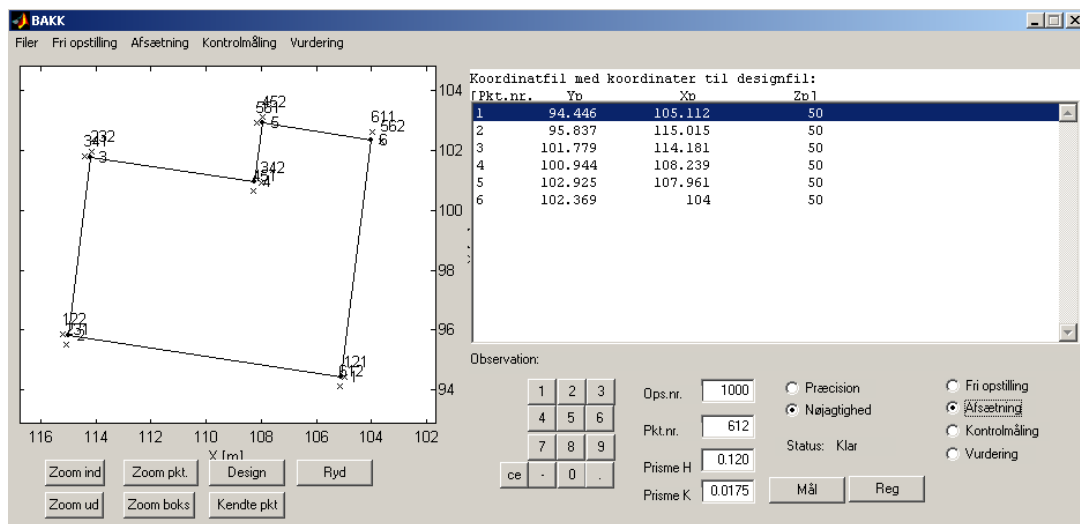 BAKK
Filer Fri opstilling Afsætning Kontrolmåling Vurdering
Koordinatfil med koordinater til designfil:
[Pkt.nr. Yp Xp Zp]
1 94.446 105.112 50
2 95.837 115.015 50
3 101.779 114.181 50
4 100.944 108.239 50
5 102.925 107.961 50
6 102.369 104 50
104
102
100
98
96
94
452
561
5
611
562
6
232
341
3
342
451
4
122
231
2
121
612
1
116 114 112 110 108 106 104 102
X [m]
Zoom ind Zoom pkt. Design Ryd
Zoom ud Zoom boks Kendte pkt
Observation:
1 2 3
4 5 6
7 8 9
ce - 0 .
Ops.nr. 1000
Pkt.nr. 612
Prisme H 0.120
Prisme K 0.0175
Præcision
Nøjagtighed
Status: Klar
Mål Reg
Fri opstilling
Afsætning
Kontrolmåling
Vurdering